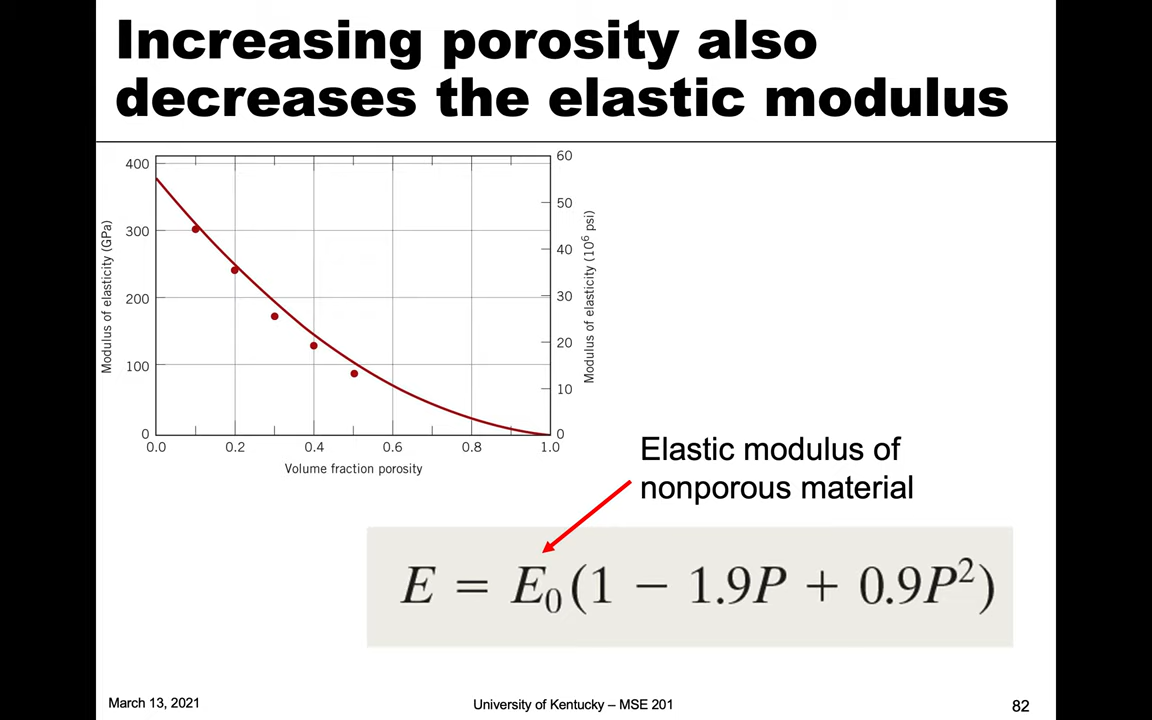 Increasing porosity also
decreases the elastic modulus
400
300
200
100
0
Modulus of elasticity (GPa)
60
50
40
30
20
10
0
Modulus of elasticity (10⁶ psi)
0.0 0.2 0.4 0.6 0.8 1.0
Volume fraction porosity
Elastic modulus of
nonporous material
E = E₀(1 − 1.9P + 0.9P²)
March 13, 2021
University of Kentucky – MSE 201
82